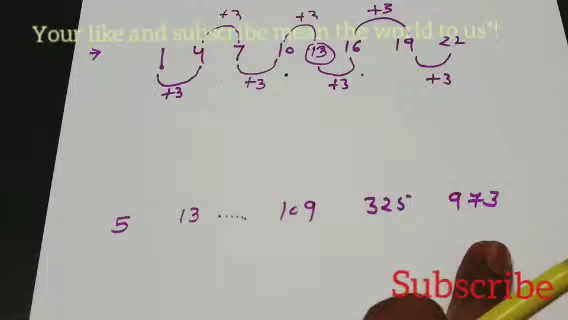 +3 +3 +3
Your like and subscribe mean the world to us"!
→ 1 4 7 10 13 16 19 22
+3 +3 +3 +3
5 13 ...... 109 325 973
Subscribe